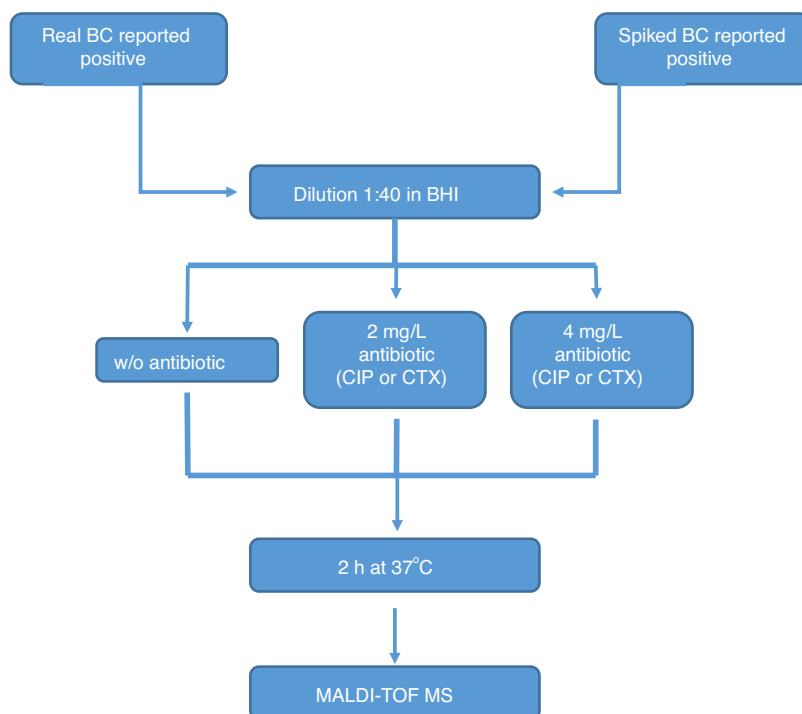 Real BC reported
positive
Spiked BC reported
positive
Dilution 1:40 in BHI
w/o antibiotic
2 mg/L
antibiotic
(CIP or CTX)
4 mg/L
antibiotic
(CIP or CTX)
2 h at 37°C
MALDI-TOF MS